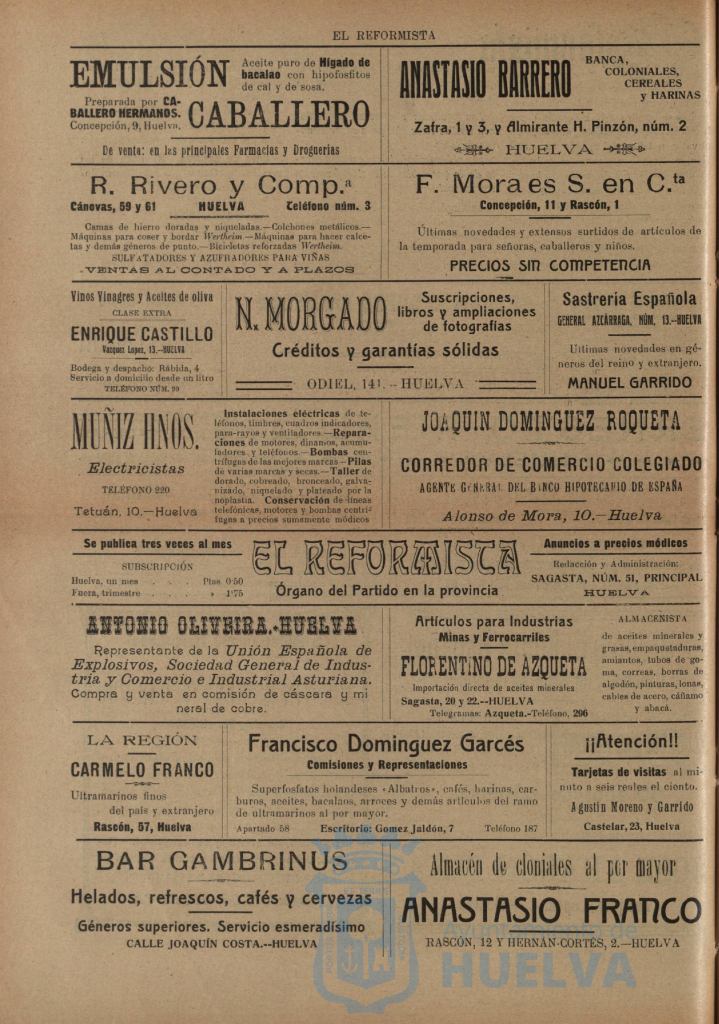 EL REFORMISTA
EMULSIÓN
Aceite puro de Hígado de
bacalao con hipofosfitos
de cal y de sosa.
Preparada por CA-
BALLERO HERMANOS.
Concepción, 9, Huelva.
CABALLERO
De venta: en las principales Farmacias y Droguerías
ANASTASIO BARRERO
BANCA,
COLONIALES,
CEREALES
y HARINAS
Zafra, 1 y 3, y Almirante H. Pinzón, núm. 2
HUELVA
R. Rivero y Comp.ª
Cánovas, 59 y 61 HUELVA Teléfono núm. 3
Camas de hierro doradas y niqueladas.—Colchones metálicos.—
Máquinas para coser y bordar Wertheim.—Máquinas para hacer calce-
tas y demás géneros de punto.—Bicicletas reforzadas Wertheim.
SULFATADORES Y AZUFRADORES PARA VIÑAS
-VENTAS AL CONTADO Y A PLAZOS
F. Moraes S. en C.ta
Concepción, 11 y Rascón, 1
Últimas novedades y extensos surtidos de artículos de
la temporada para señoras, caballeros y niños.
PRECIOS SIN COMPETENCIA
Vinos Vinagres y Aceites de oliva
CLASE EXTRA
ENRIQUE CASTILLO
Vazquez Lopez, 13.—HUELVA
Bodega y despacho: Rábida, 4
Servicio a domicilio desde un litro
TELÉFONO NÚM. 99
N. MORGADO
Suscripciones,
libros y ampliaciones
de fotografías
Créditos y garantías sólidas
ODIEL, 141.-HUELVA
Sastreria Española
GENERAL AZCÁRRAGA, NÚM. 13.—HUELVA
Ultimas novedades en gé-
neros del reino y extranjero.
MANUEL GARRIDO
MUÑIZ HNOS.
Electricistas
TELÉFONO 220
Tetuán, 10.—Huelva
Instalaciones eléctricas de te-
léfonos, timbres, cuadros indicadores,
para-rayos y ventiladores.—Repara-
ciones de motores, dinamos, acumu-
ladores y teléfonos.—Bombas cen-
trífugas de las mejores marcas—Pilas
de varias marcas y secas.—Taller de
dorado, cobreado, bronceado, galva-
nizado, niquelado y plateado por la
noplastia. Conservación de líneas
telefónicas, motores y bombas centri-
fugas a precios sumamente módicos
JOAQUIN DOMINGUEZ ROQUETA
CORREDOR DE COMERCIO COLEGIADO
AGENTE GENERAL DEL BANCO HIPOTECARIO DE ESPAÑA
Alonso de Mora, 10.—Huelva
Se publica tres veces al mes
SUBSCRIPCIÓN
Huelva, un mes . . . Ptas 0‘50
Fuera, trimestre . . . » 1‘75
EL REFORMISTA
Órgano del Partido en la provincia
Anuncios a precios módicos
Redacción y Administración:
SAGASTA, NÚM. 51, PRINCIPAL
HUELVA
ANTONIO OLIVEIRA.-HUELVA
Representante de la Unión Española de
Explosivos, Sociedad General de Indus-
tria y Comercio e Industrial Asturiana.
Compra y venta en comisión de cáscara y mi
neral de cobre.
Artículos para Industrias
Minas y Ferrocarriles
FLORENTINO DE AZQUETA
Importación directa de aceites minerales
Sagasta, 20 y 22.--HUELVA
Telegramas: Azqueta.-Teléfono, 296
ALMACENISTA
de aceites minerales y
grasas, empaquetaduras,
amiantos, tubos de go-
ma, correas, borras de
algodón, pinturas, lonas,
cables de acero, cáñamo
y abacá.
LA REGIÓN
CARMELO FRANCO
Ultramarinos finos
del país y extranjero
Rascón, 57, Huelva
Francisco Dominguez Garcés
Comisiones y Representaciones
Superfosfatos holandeses «Albatros», cafés, harinas, car-
buros, aceites, bacalaos, arroces y demás artículos del ramo
de ultramarinos al por mayor.
Apartado 58 Escritorio: Gomez Jaldón, 7 Teléfono 187
¡¡Atención!!
Tarjetas de visitas al mi-
nuto a seis reales el ciento.
Agustín Moreno y Garrido
Castelar, 23, Huelva
BAR GAMBRINUS
Helados, refrescos, cafés y cervezas
Géneros superiores. Servicio esmeradísimo
CALLE JOAQUÍN COSTA.--HUELVA
Almacén de cloniales al por mayor
ANASTASIO FRANCO
RASCÓN, 12 Y HERNÁN-CORTÉS, 2.—HUELVA
HUELVA